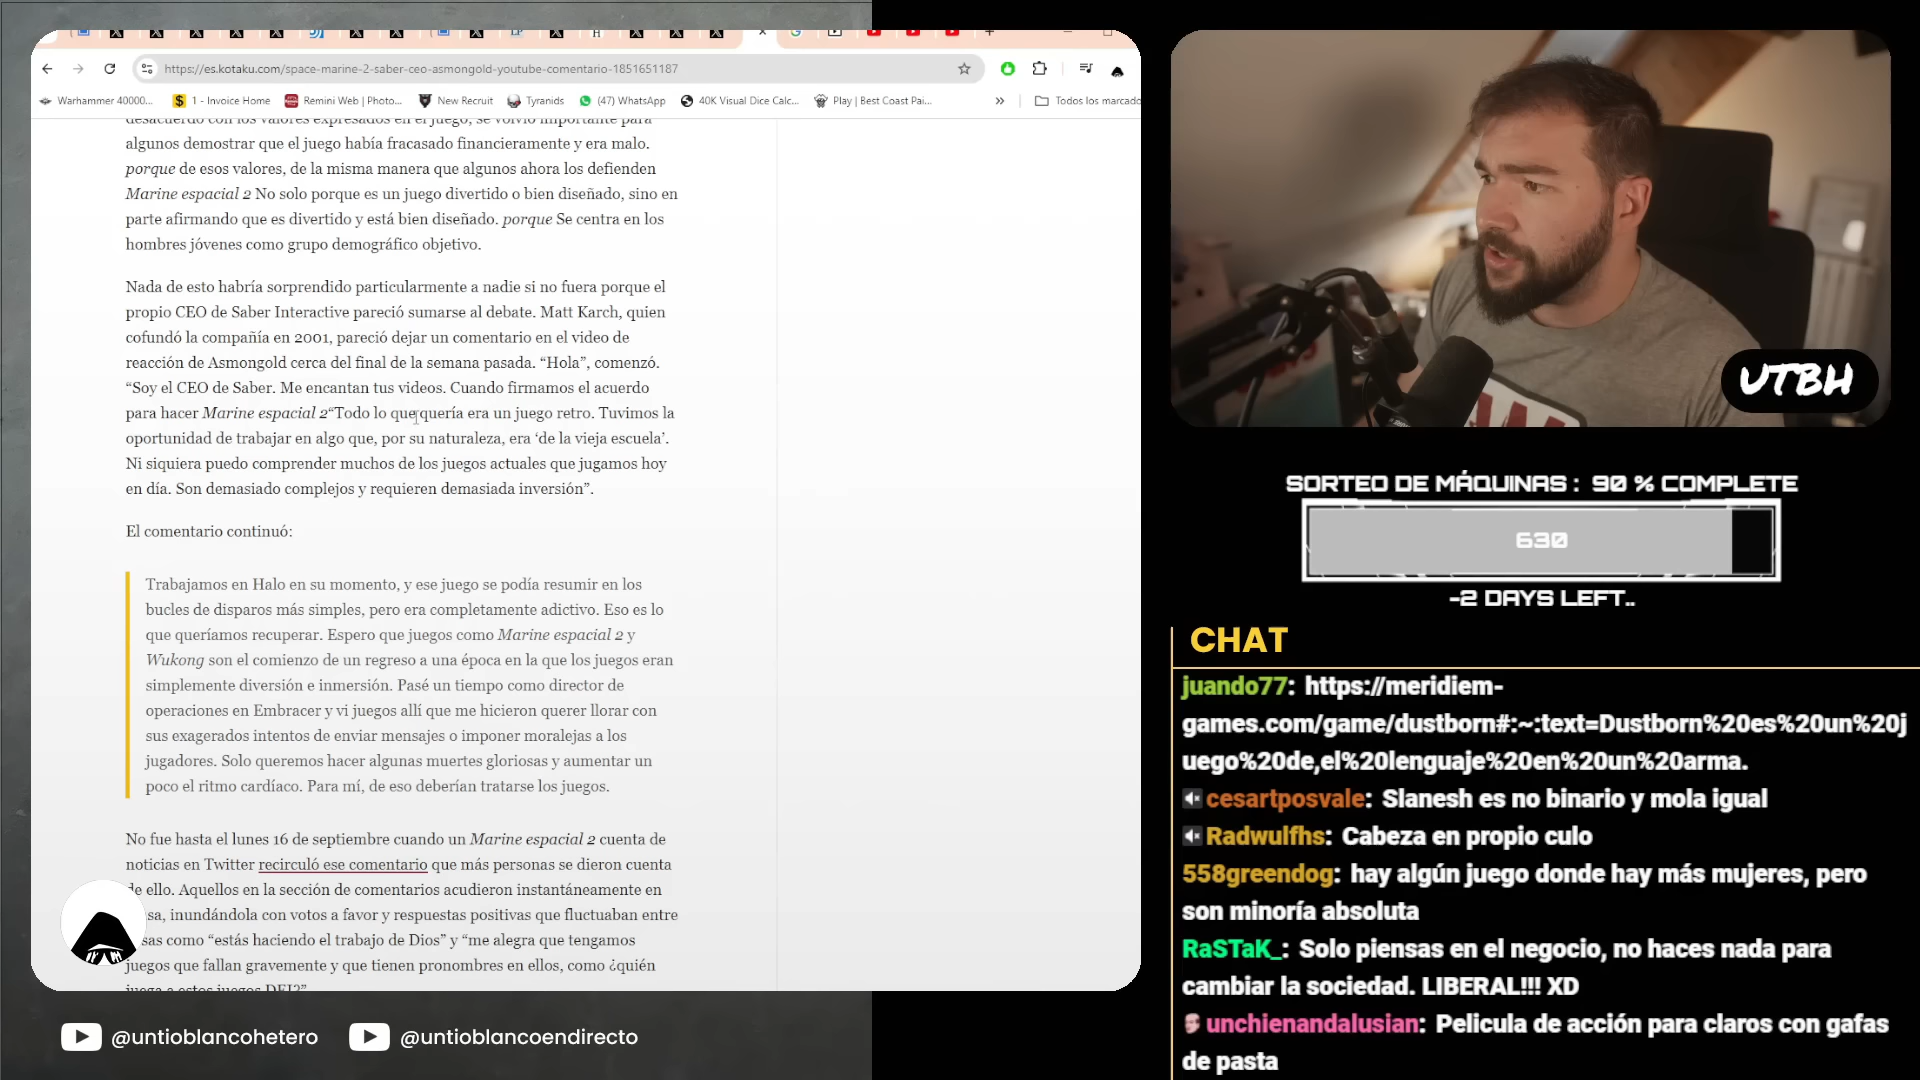 https://es.kotaku.com/space-marine-2-saber-ceo-asmongold-youtube-comentario-1851651187
Warhammer 40000...
1 - Invoice Home
Remini Web | Photo...
New Recruit
Tyranids
(47) WhatsApp
40K Visual Dice Calc...
Play | Best Coast Pai...
»
Todos los marcado
desacuerdo con los valores expresados en el juego, se volvió importante para
algunos demostrar que el juego había fracasado financieramente y era malo.
porque de esos valores, de la misma manera que algunos ahora los defienden
Marine espacial 2 No solo porque es un juego divertido o bien diseñado, sino en
parte afirmando que es divertido y está bien diseñado. porque Se centra en los
hombres jóvenes como grupo demográfico objetivo.
Nada de esto habría sorprendido particularmente a nadie si no fuera porque el
propio CEO de Saber Interactive pareció sumarse al debate. Matt Karch, quien
cofundó la compañía en 2001, pareció dejar un comentario en el video de
reacción de Asmongold cerca del final de la semana pasada. “Hola”, comenzó.
“Soy el CEO de Saber. Me encantan tus videos. Cuando firmamos el acuerdo
para hacer Marine espacial 2“Todo lo que quería era un juego retro. Tuvimos la
oportunidad de trabajar en algo que, por su naturaleza, era ‘de la vieja escuela’.
Ni siquiera puedo comprender muchos de los juegos actuales que jugamos hoy
en día. Son demasiado complejos y requieren demasiada inversión”.
El comentario continuó:
Trabajamos en Halo en su momento, y ese juego se podía resumir en los
bucles de disparos más simples, pero era completamente adictivo. Eso es lo
que queríamos recuperar. Espero que juegos como Marine espacial 2 y
Wukong son el comienzo de un regreso a una época en la que los juegos eran
simplemente diversión e inmersión. Pasé un tiempo como director de
operaciones en Embracer y vi juegos allí que me hicieron querer llorar con
sus exagerados intentos de enviar mensajes o imponer moralejas a los
jugadores. Solo queremos hacer algunas muertes gloriosas y aumentar un
poco el ritmo cardíaco. Para mí, de eso deberían tratarse los juegos.
No fue hasta el lunes 16 de septiembre cuando un Marine espacial 2 cuenta de
noticias en Twitter recirculó ese comentario que más personas se dieron cuenta
de ello. Aquellos en la sección de comentarios acudieron instantáneamente en
sa, inundándola con votos a favor y respuestas positivas que fluctuaban entre
sas como “estás haciendo el trabajo de Dios” y “me alegra que tengamos
juegos que fallan gravemente y que tienen pronombres en ellos, como ¿quién
juega a estos juegos DEI?”
@untioblancohetero
@untioblancoendirecto
UTBH
SORTEO DE MÁQUINAS : 90 % COMPLETE
630
-2 DAYS LEFT..
CHAT
juando77: https://meridiem-
games.com/game/dustborn#:~:text=Dustborn%20es%20un%20j
uego%20de,el%20lenguaje%20en%20un%20arma.
cesartposvale: Slanesh es no binario y mola igual
Radwulfhs: Cabeza en propio culo
558greendog: hay algún juego donde hay más mujeres, pero
son minoría absoluta
RaSTaK_: Solo piensas en el negocio, no haces nada para
cambiar la sociedad. LIBERAL!!! XD
unchienandalusian: Pelicula de acción para claros con gafas
de pasta